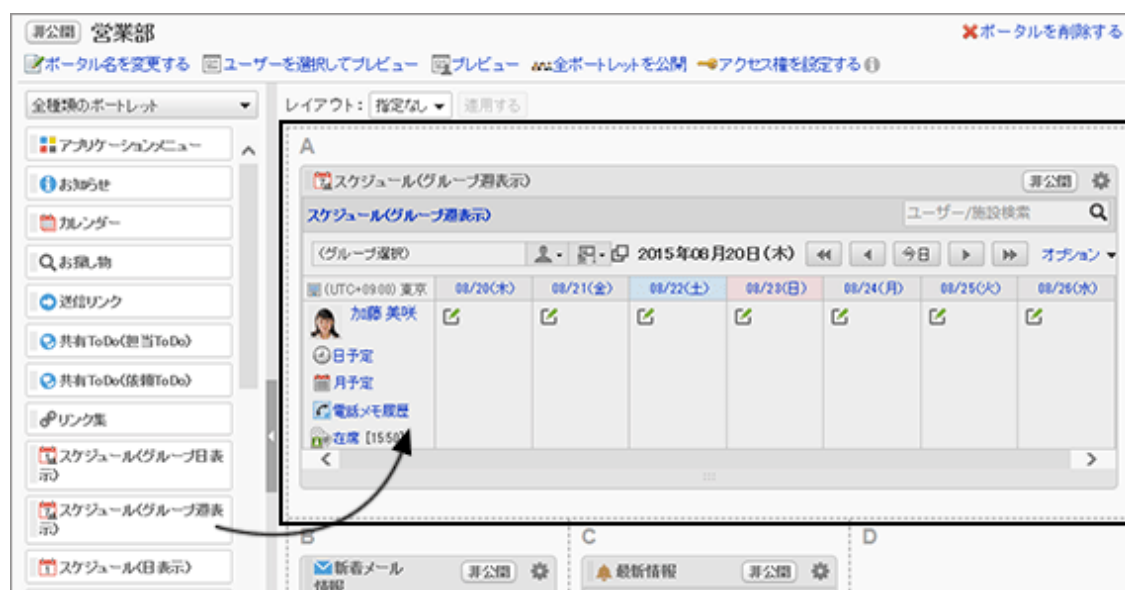 非公開 営業部 ポータルを削除する
ポータル名を変更する ユーザーを選択してプレビュー プレビュー 全ポートレットを公開 アクセス権を設定する
全種類のポートレット
レイアウト: 指定なし 適用する
アプリケーションメニュー
お知らせ
カレンダー
お探し物
送信リンク
共有ToDo(担当ToDo)
共有ToDo(依頼ToDo)
リンク集
スケジュール(グループ日表
示)
スケジュール(グループ週表
示)
スケジュール(日表示)
A
スケジュール(グループ週表示) 非公開
スケジュール(グループ週表示) ユーザー/施設検索
(グループ選択) 2015年08月20日(木) 今日 オプション
(UTC+09:00) 東京 08/20(木) 08/21(金) 08/22(土) 08/23(日) 08/24(月) 08/25(火) 08/26(水)
加藤 美咲
日予定
月予定
電話メモ履歴
在席 [15:50]
B C D
新着メール 非公開 最新情報 非公開
情報